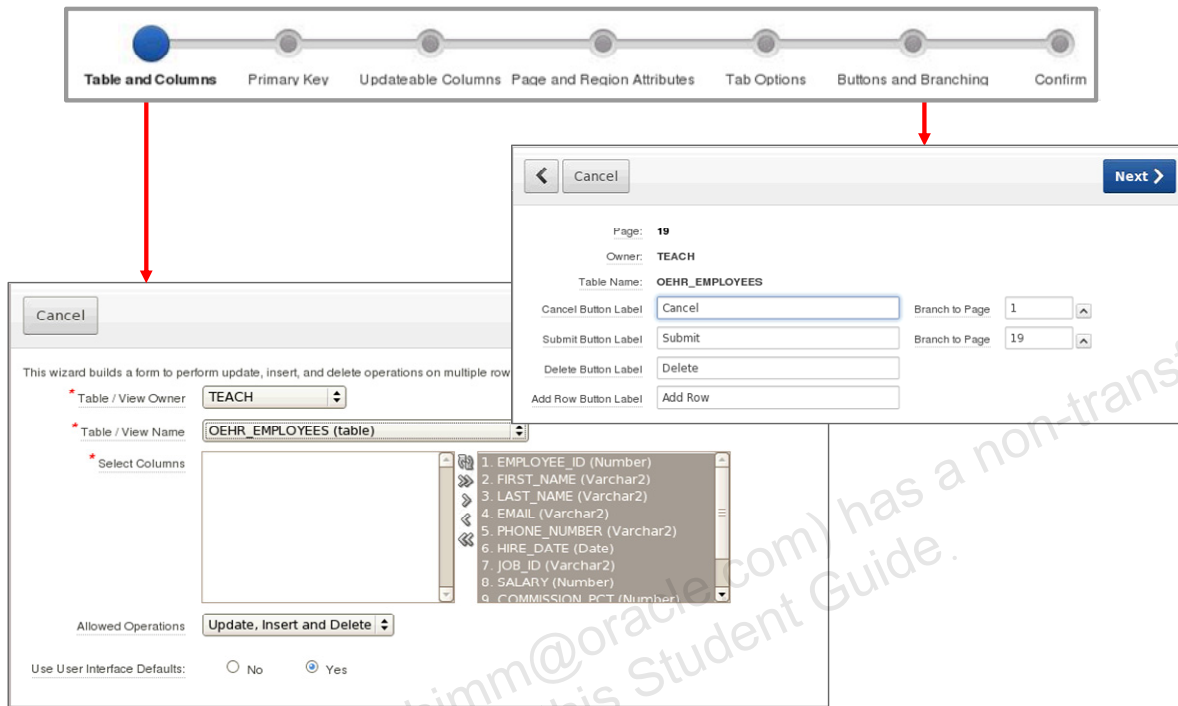 Table and Columns Primary Key Updateable Columns Page and Region Attributes Tab Options Buttons and Branching Confirm
Cancel
Next
Page: 19
Owner: TEACH
Table Name: OEHR_EMPLOYEES
Cancel Button Label Cancel Branch to Page 1
Submit Button Label Submit Branch to Page 19
Delete Button Label Delete
Add Row Button Label Add Row
Cancel
This wizard builds a form to perform update, insert, and delete operations on multiple row
* Table / View Owner TEACH
* Table / View Name OEHR_EMPLOYEES (table)
* Select Columns
1. EMPLOYEE_ID (Number)
2. FIRST_NAME (Varchar2)
3. LAST_NAME (Varchar2)
4. EMAIL (Varchar2)
5. PHONE_NUMBER (Varchar2)
6. HIRE_DATE (Date)
7. JOB_ID (Varchar2)
8. SALARY (Number)
9. COMMISSION_PCT (Number)
Allowed Operations Update, Insert and Delete
Use User Interface Defaults: No Yes
himm@oracle.com) has a non-transf
his Student Guide.